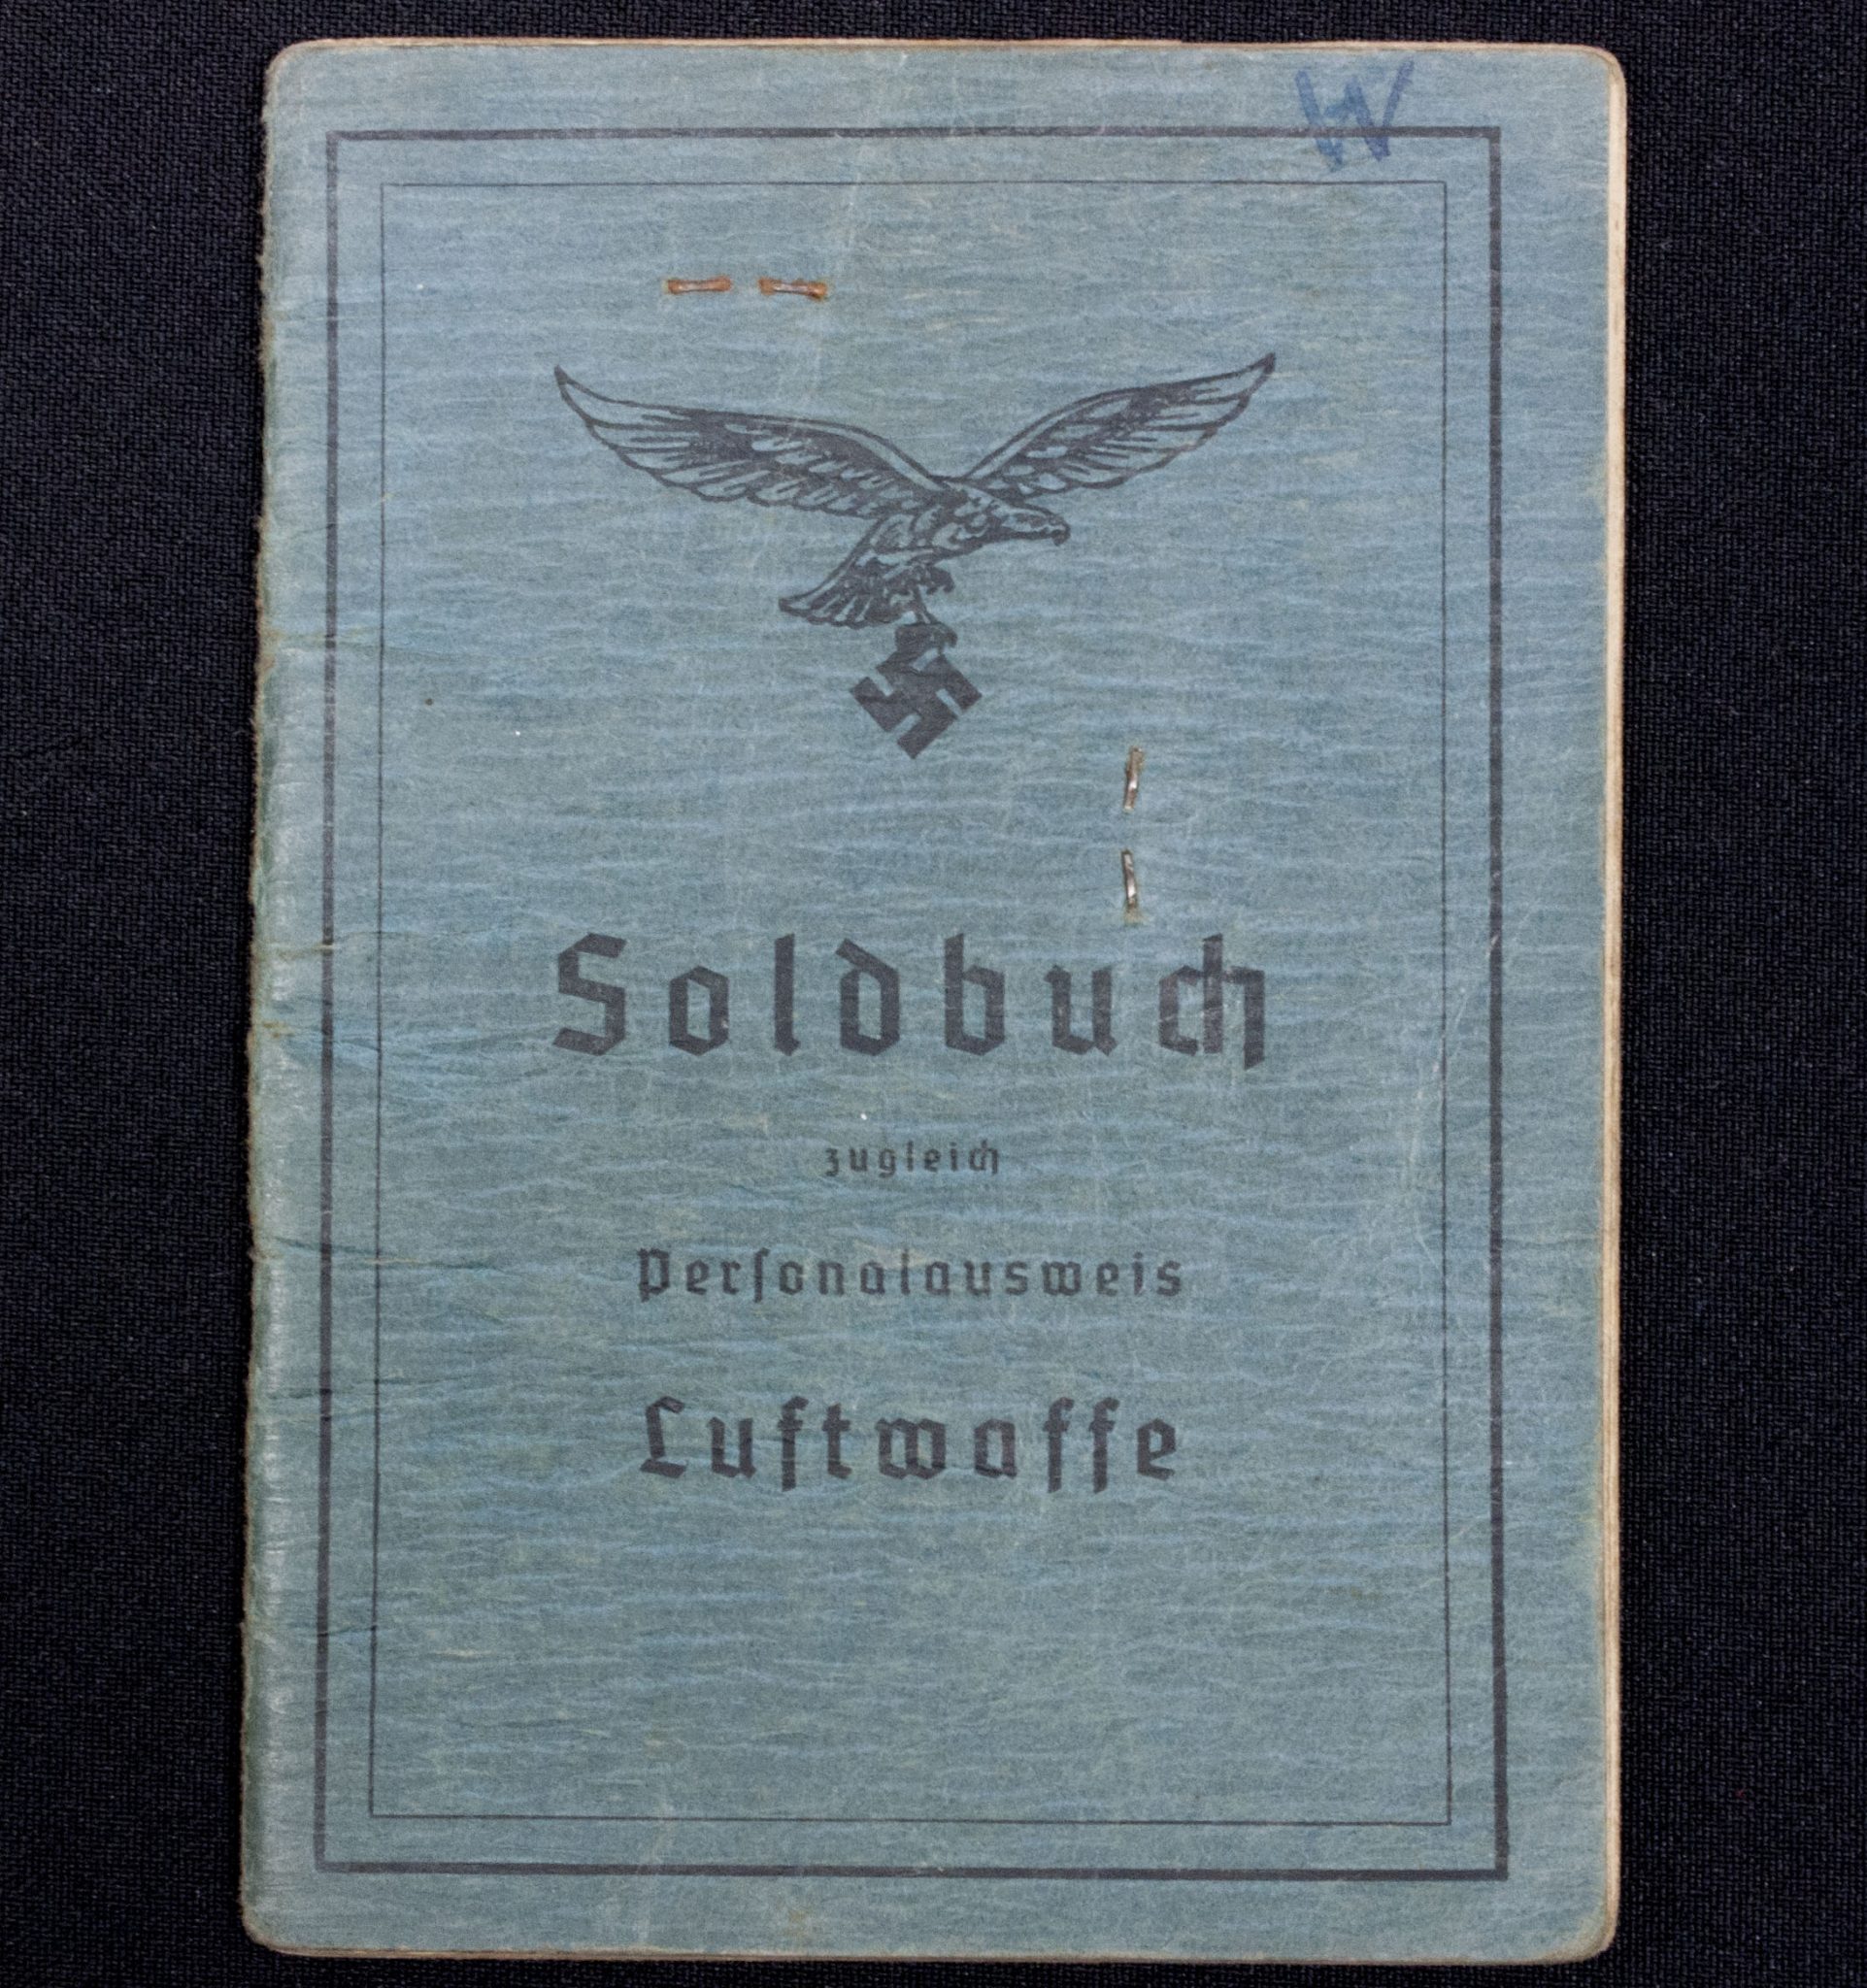 W
Soldbuch
zugleich
Perſonalausweis
Luftwaffe